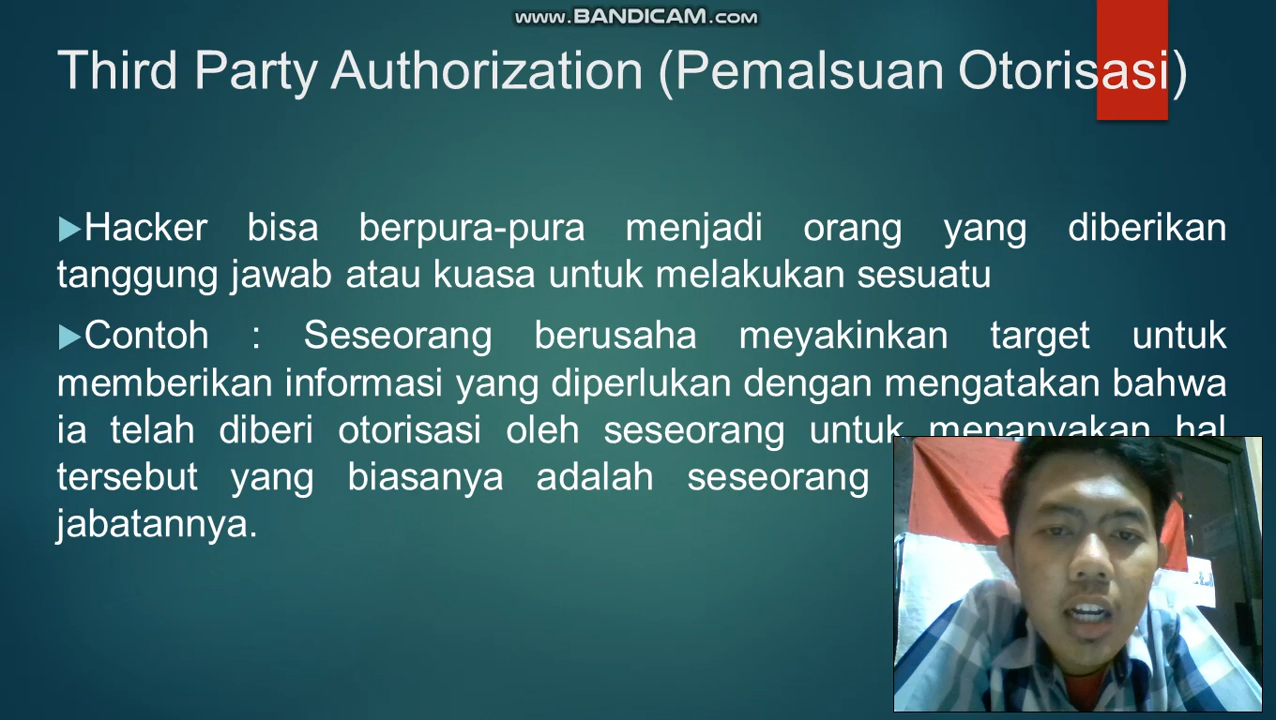 www.BANDICAM.com
Third Party Authorization (Pemalsuan Otorisasi)
Hacker bisa berpura-pura menjadi orang yang diberikan
tanggung jawab atau kuasa untuk melakukan sesuatu
Contoh : Seseorang berusaha meyakinkan target untuk
memberikan informasi yang diperlukan dengan mengatakan bahwa
ia telah diberi otorisasi oleh seseorang untuk menanyakan hal
tersebut yang biasanya adalah seseorang
jabatannya.